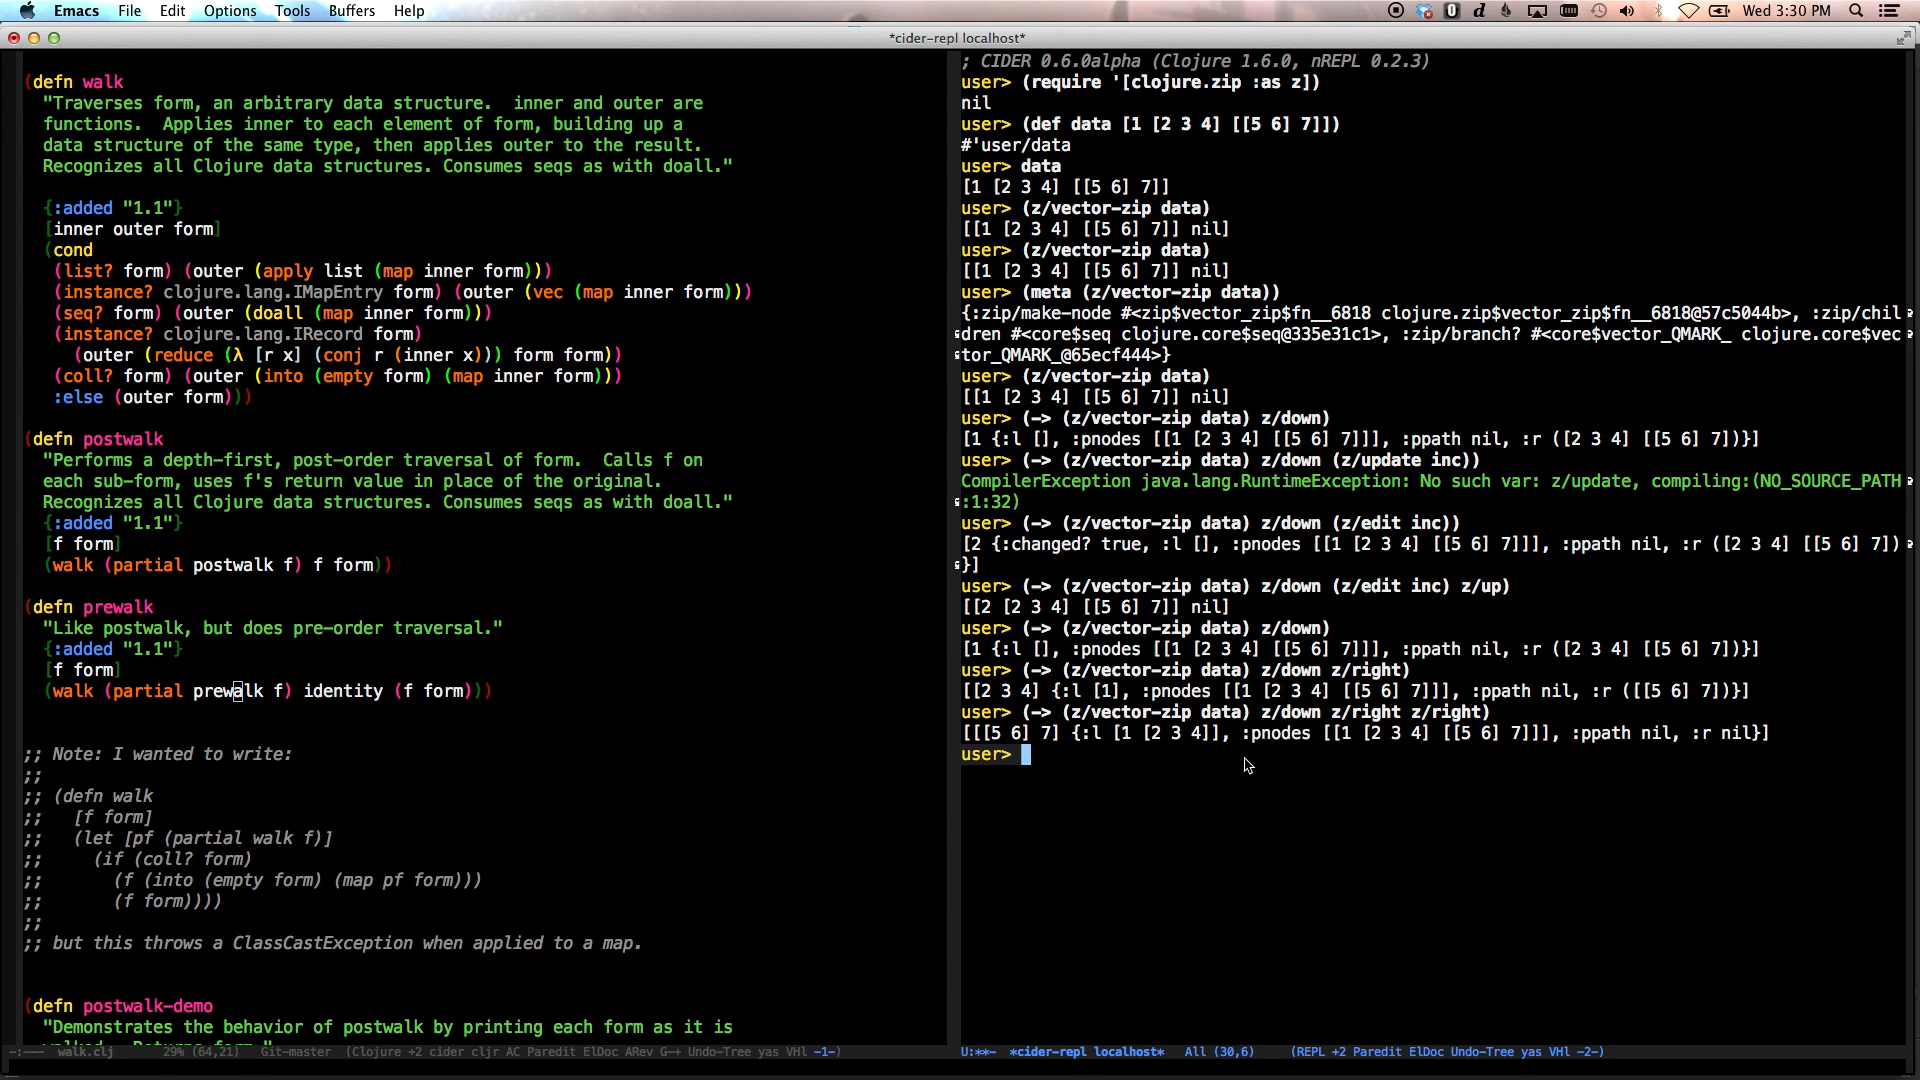 Emacs File Edit Options Tools Buffers Help
Wed 3:30 PM
*cider-repl localhost*
(defn walk
"Traverses form, an arbitrary data structure.  inner and outer are
functions.  Applies inner to each element of form, building up a
data structure of the same type, then applies outer to the result.
Recognizes all Clojure data structures. Consumes seqs as with doall."
{:added "1.1"}
[inner outer form]
(cond
(list? form) (outer (apply list (map inner form)))
(instance? clojure.lang.IMapEntry form) (outer (vec (map inner form)))
(seq? form) (outer (doall (map inner form)))
(instance? clojure.lang.IRecord form)
(outer (reduce (λ [r x] (conj r (inner x))) form form))
(coll? form) (outer (into (empty form) (map inner form)))
:else (outer form)))
(defn postwalk
"Performs a depth-first, post-order traversal of form.  Calls f on
each sub-form, uses f's return value in place of the original.
Recognizes all Clojure data structures. Consumes seqs as with doall."
{:added "1.1"}
[f form]
(walk (partial postwalk f) f form))
(defn prewalk
"Like postwalk, but does pre-order traversal."
{:added "1.1"}
[f form]
(walk (partial prewalk f) identity (f form)))
;; Note: I wanted to write:
;;
;; (defn walk
;;   [f form]
;;   (let [pf (partial walk f)]
;;     (if (coll? form)
;;       (f (into (empty form) (map pf form)))
;;       (f form))))
;;
;; but this throws a ClassCastException when applied to a map.
(defn postwalk-demo
"Demonstrates the behavior of postwalk by printing each form as it is
-:--- walk.clj 29% (64,21) Git-master (Clojure +2 cider cljr AC Paredit ElDoc ARev G-+ Undo-Tree yas VHl -1-)
; CIDER 0.6.0alpha (Clojure 1.6.0, nREPL 0.2.3)
user> (require '[clojure.zip :as z])
nil
user> (def data [1 [2 3 4] [[5 6] 7]])
#'user/data
user> data
[1 [2 3 4] [[5 6] 7]]
user> (z/vector-zip data)
[[1 [2 3 4] [[5 6] 7]] nil]
user> (z/vector-zip data)
[[1 [2 3 4] [[5 6] 7]] nil]
user> (meta (z/vector-zip data))
{:zip/make-node #<zip$vector_zip$fn__6818 clojure.zip$vector_zip$fn__6818@57c5044b>, :zip/chil
dren #<core$seq clojure.core$seq@335e31c1>, :zip/branch? #<core$vector_QMARK_ clojure.core$vec
tor_QMARK_@65ecf444>}
user> (z/vector-zip data)
[[1 [2 3 4] [[5 6] 7]] nil]
user> (-> (z/vector-zip data) z/down)
[1 {:l [], :pnodes [[1 [2 3 4] [[5 6] 7]]], :ppath nil, :r ([2 3 4] [[5 6] 7])}]
user> (-> (z/vector-zip data) z/down (z/update inc))
CompilerException java.lang.RuntimeException: No such var: z/update, compiling:(NO_SOURCE_PATH
:1:32)
user> (-> (z/vector-zip data) z/down (z/edit inc))
[2 {:changed? true, :l [], :pnodes [[1 [2 3 4] [[5 6] 7]]], :ppath nil, :r ([2 3 4] [[5 6] 7])
}]
user> (-> (z/vector-zip data) z/down (z/edit inc) z/up)
[[2 [2 3 4] [[5 6] 7]] nil]
user> (-> (z/vector-zip data) z/down)
[1 {:l [], :pnodes [[1 [2 3 4] [[5 6] 7]]], :ppath nil, :r ([2 3 4] [[5 6] 7])}]
user> (-> (z/vector-zip data) z/down z/right)
[[2 3 4] {:l [1], :pnodes [[1 [2 3 4] [[5 6] 7]]], :ppath nil, :r ([[5 6] 7])}]
user> (-> (z/vector-zip data) z/down z/right z/right)
[[[5 6] 7] {:l [1 [2 3 4]], :pnodes [[1 [2 3 4] [[5 6] 7]]], :ppath nil, :r nil}]
user>
U:**- *cider-repl localhost* All (30,6) (REPL +2 Paredit ElDoc Undo-Tree yas VHl -2-)